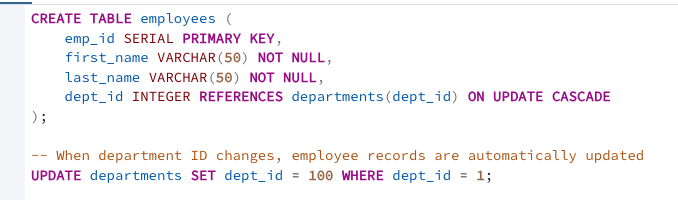 CREATE TABLE employees (
    emp_id SERIAL PRIMARY KEY,
    first_name VARCHAR(50) NOT NULL,
    last_name VARCHAR(50) NOT NULL,
    dept_id INTEGER REFERENCES departments(dept_id) ON UPDATE CASCADE
);

-- When department ID changes, employee records are automatically updated
UPDATE departments SET dept_id = 100 WHERE dept_id = 1;